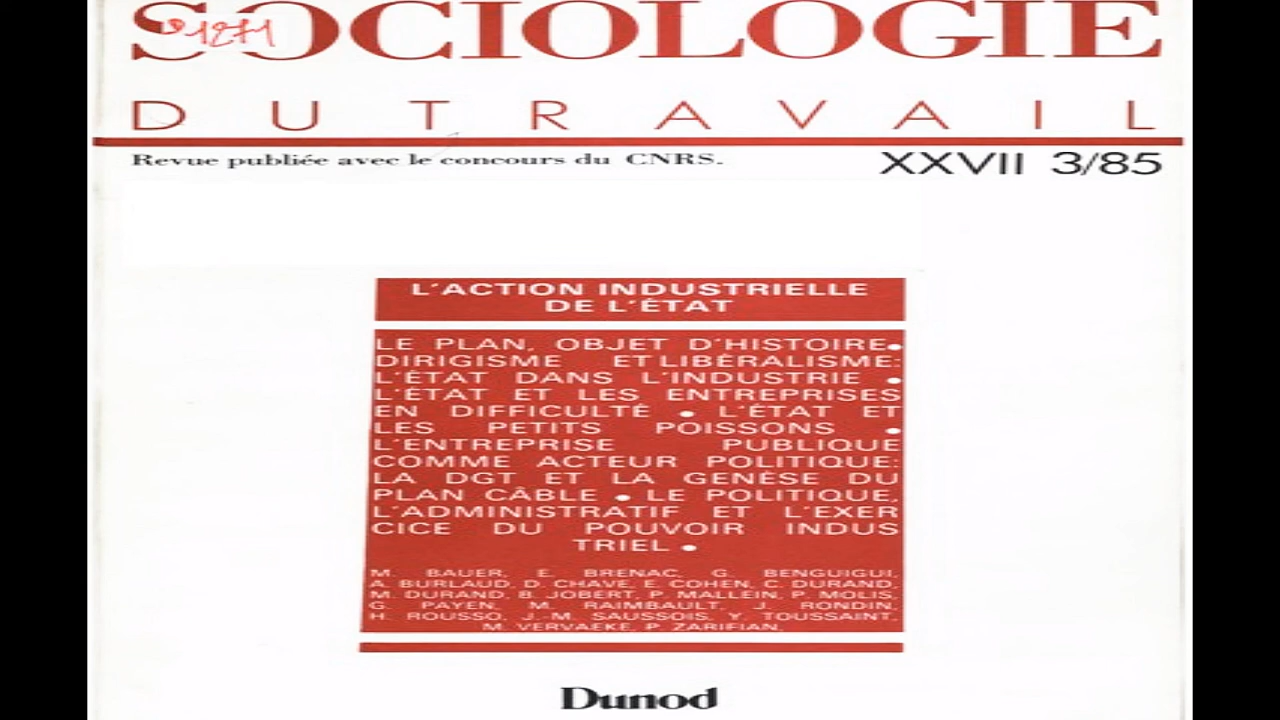 SOCIOLOGIE
DU TRAVAIL
Revue publiée avec le concours du CNRS.
XXVII 3/85
L'ACTION INDUSTRIELLE
DE L'ÉTAT
LE PLAN, OBJET D'HISTOIRE •
DIRIGISME ET LIBÉRALISME:
L'ÉTAT DANS L'INDUSTRIE •
L'ÉTAT ET LES ENTREPRISES
EN DIFFICULTÉ • L'ÉTAT ET
LES PETITS POISSONS •
L'ENTREPRISE PUBLIQUE
COMME ACTEUR POLITIQUE:
LA DGT ET LA GENÈSE DU
PLAN CÂBLE • LE POLITIQUE,
L'ADMINISTRATIF ET L'EXER
CICE DU POUVOIR INDUS
TRIEL •
M. BAUER, E. BRENAC, G. BENGUIGUI,
A. BURLAUD, D. CHAVE, E. COHEN, C. DURAND,
M. DURAND, B. JOBERT, P. MALLEIN, P. MOLIS,
G. PAYEN, M. RAIMBAULT, J. RONDIN,
H. ROUSSO, J.-M. SAUSSOIS, Y. TOUSSAINT,
M. VERVAEKE, P. ZARIFIAN.
Dunod